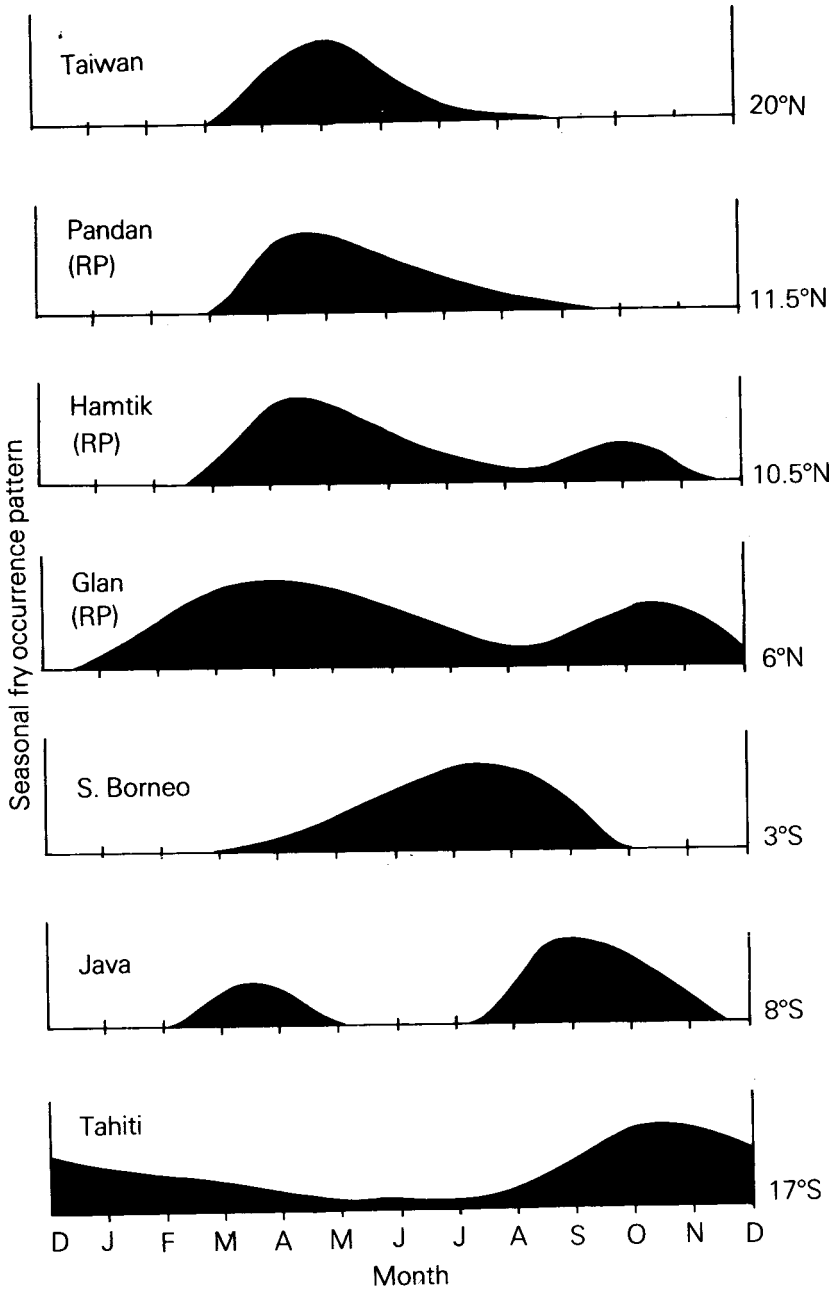 Taiwan
20°N
Pandan
(RP)
11.5°N
Hamtik
(RP)
10.5°N
Glan
(RP)
6°N
Seasonal fry occurrence pattern
S. Borneo
3°S
Java
8°S
Tahiti
17°S
D J F M A M J J A S O N D
Month